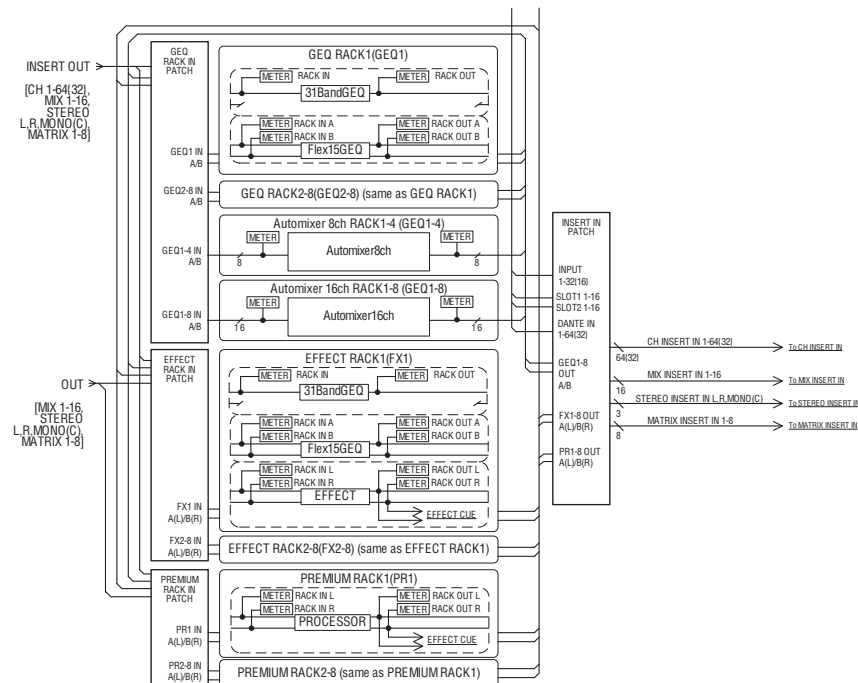 INSERT OUT
[CH 1-64{32},
MIX 1-16,
STEREO
L,R,MONO(C),
MATRIX 1-8]
GEQ
RACK IN
PATCH
GEQ1 IN
A/B
GEQ2-8 IN
A/B
GEQ1-4 IN
A/B
GEQ1-8 IN
A/B
GEQ RACK1(GEQ1)
METER RACK IN METER RACK OUT
31BandGEQ
METER RACK IN A METER RACK OUT A
METER RACK IN B METER RACK OUT B
Flex15GEQ
GEQ RACK2-8(GEQ2-8) (same as GEQ RACK1)
Automixer 8ch RACK1-4 (GEQ1-4)
METER METER
Automixer8ch
8 8
Automixer 16ch RACK1-8 (GEQ1-8)
METER METER
Automixer16ch
16 16
OUT
[MIX 1-16,
STEREO
L,R,MONO(C),
MATRIX 1-8]
EFFECT
RACK IN
PATCH
FX1 IN
A(L)/B(R)
FX2-8 IN
A(L)/B(R)
EFFECT RACK1(FX1)
METER RACK IN METER RACK OUT
31BandGEQ
METER RACK IN A METER RACK OUT A
METER RACK IN B METER RACK OUT B
Flex15GEQ
METER RACK IN L METER RACK OUT L
METER RACK IN R METER RACK OUT R
EFFECT
EFFECT CUE
EFFECT RACK2-8(FX2-8) (same as EFFECT RACK1)
PREMIUM
RACK IN
PATCH
PR1 IN
A(L)/B(R)
PR2-8 IN
A(L)/B(R)
PREMIUM RACK1(PR1)
METER RACK IN L METER RACK OUT L
METER RACK IN R METER RACK OUT R
PROCESSOR
EFFECT CUE
PREMIUM RACK2-8 (same as PREMIUM RACK1)
INSERT IN
PATCH
INPUT
1-32{16}
SLOT1 1-16
SLOT2 1-16
DANTE IN
1-64{32}
GEQ1-8
OUT
A/B
FX1-8 OUT
A(L)/B(R)
PR1-8 OUT
A(L)/B(R)
CH INSERT IN 1-64{32} To CH INSERT IN
64{32}
MIX INSERT IN 1-16 To MIX INSERT IN
16
STEREO INSERT IN L,R,MONO(C) To STEREO INSERT IN
3
MATRIX INSERT IN 1-8 To MATRIX INSERT IN
8